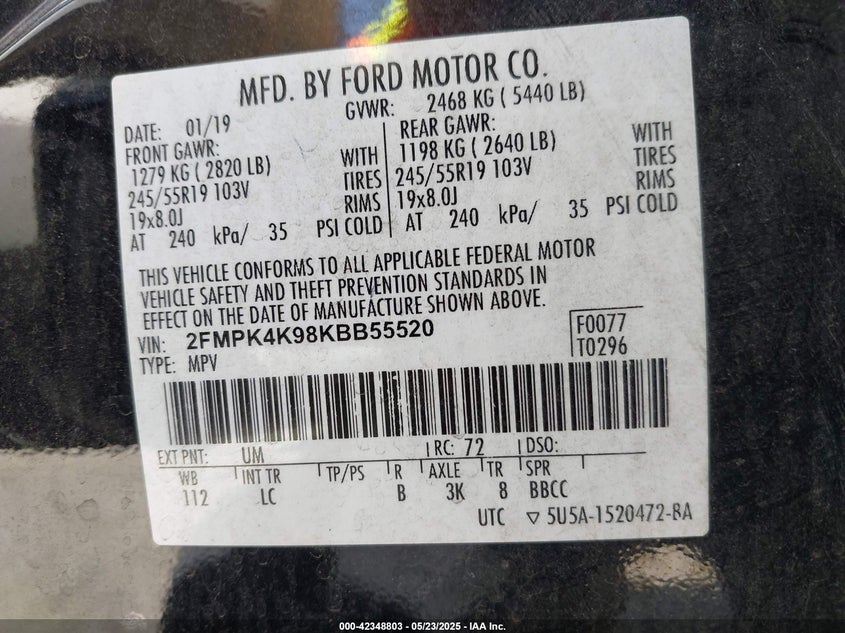 MFD. BY FORD MOTOR CO.
DATE: 01/19
GVWR: 2468 KG ( 5440 LB)
FRONT GAWR:
1279 KG ( 2820 LB)
WITH
245/55R19 103V
TIRES
19x8.0J
RIMS
AT 240 kPa/ 35 PSI COLD
REAR GAWR:
WITH
1198 KG ( 2640 LB)
TIRES
245/55R19 103V
RIMS
19x8.0J
AT 240 kPa/ 35 PSI COLD
THIS VEHICLE CONFORMS TO ALL APPLICABLE FEDERAL MOTOR
VEHICLE SAFETY AND THEFT PREVENTION STANDARDS IN
EFFECT ON THE DATE OF MANUFACTURE SHOWN ABOVE.
VIN: 2FMPK4K98KBB55520
F0077
TYPE: MPV
T0296
EXT PNT: UM
RC: 72
DSO:
WB
INT TR
TP/PS
R
AXLE
TR
SPR
112
LC
B
3K
8
BBCC
UTC ▽ 5U5A-1520472-BA
000-42348803 — 05/23/2025 - IAA Inc.